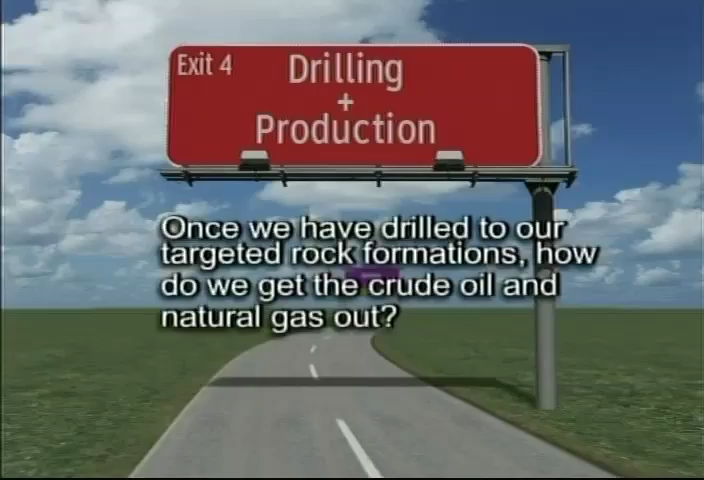 Exit 4
Drilling
+
Production
Once we have drilled to our
targeted rock formations, how
do we get the crude oil and
natural gas out?